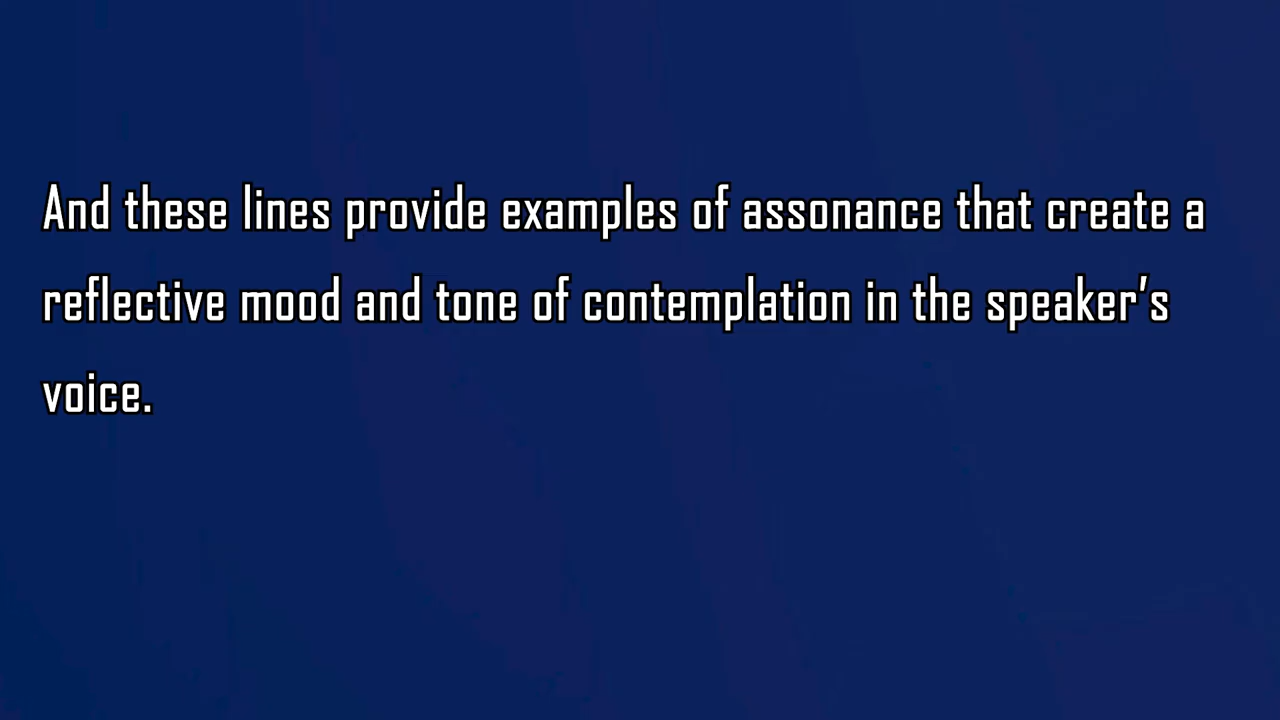 And these lines provide examples of assonance that create a
reflective mood and tone of contemplation in the speaker’s
voice.